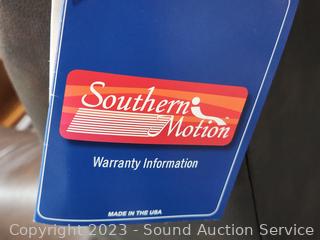 Southern
Motion
Warranty Information
MADE IN THE USA
Copyright 2023 - Sound Auction Service